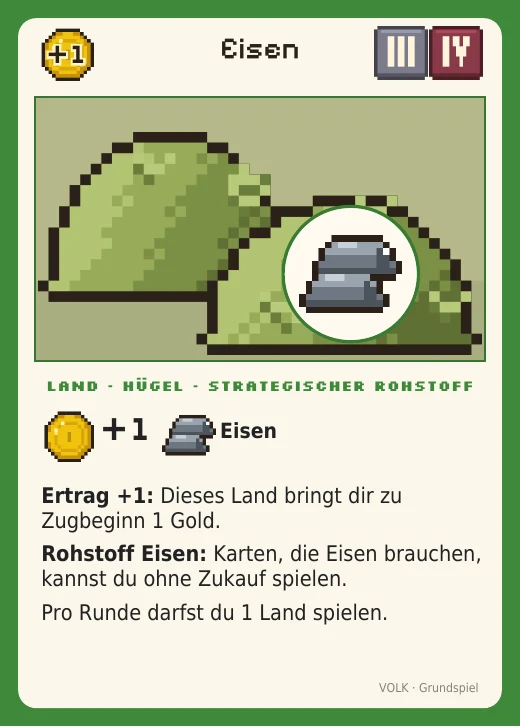 +1
Eisen
III
IV
LAND - HÜGEL - STRATEGISCHER ROHSTOFF
+1 Eisen
Ertrag +1: Dieses Land bringt dir zu
Zugbeginn 1 Gold.
Rohstoff Eisen: Karten, die Eisen brauchen,
kannst du ohne Zukauf spielen.
Pro Runde darfst du 1 Land spielen.
VOLK · Grundspiel